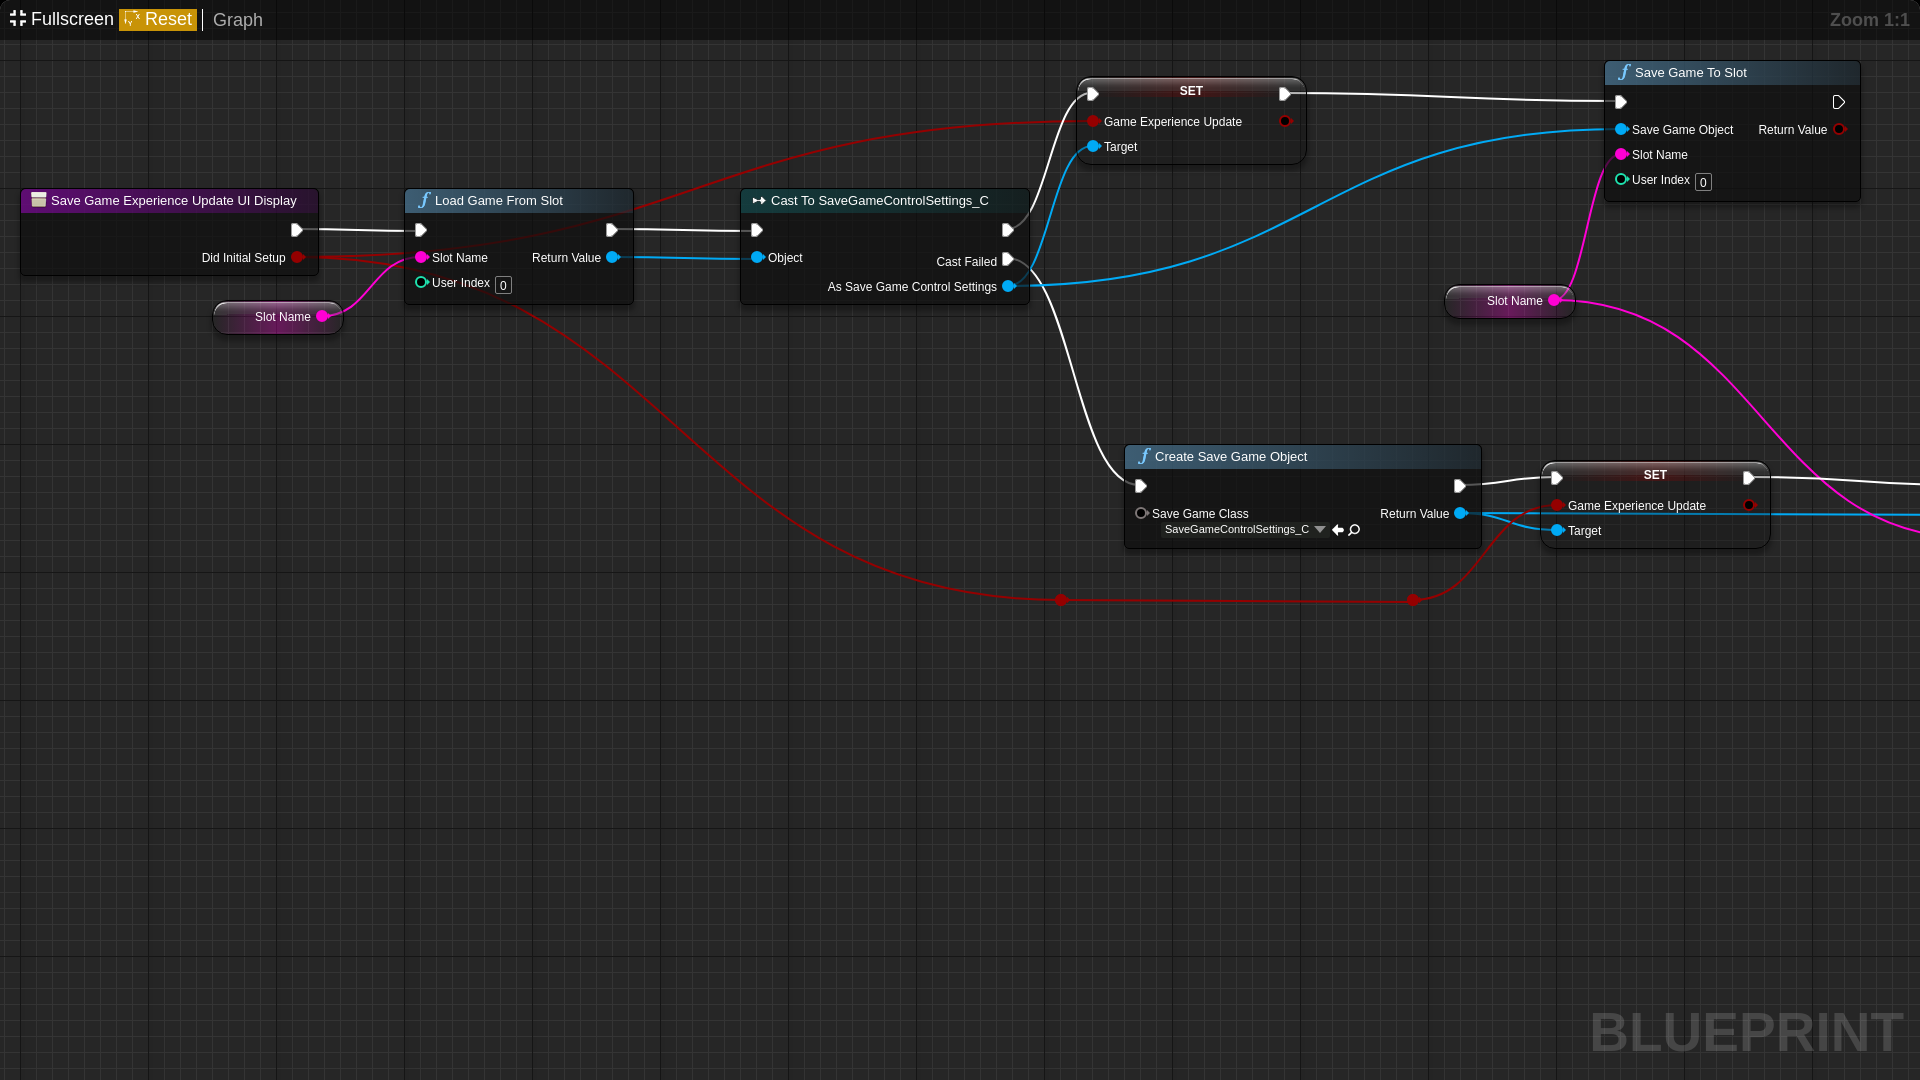 Fullscreen Reset Graph
Zoom 1:1
Save Game Experience Update UI Display
Did Initial Setup
Slot Name
Load Game From Slot
Slot Name Return Value
User Index 0
Cast To SaveGameControlSettings_C
Object
Cast Failed
As Save Game Control Settings
SET
Game Experience Update
Target
Save Game To Slot
Save Game Object Return Value
Slot Name
User Index 0
Slot Name
Create Save Game Object
Save Game Class Return Value
SaveGameControlSettings_C
SET
Game Experience Update
Target
BLUEPRINT